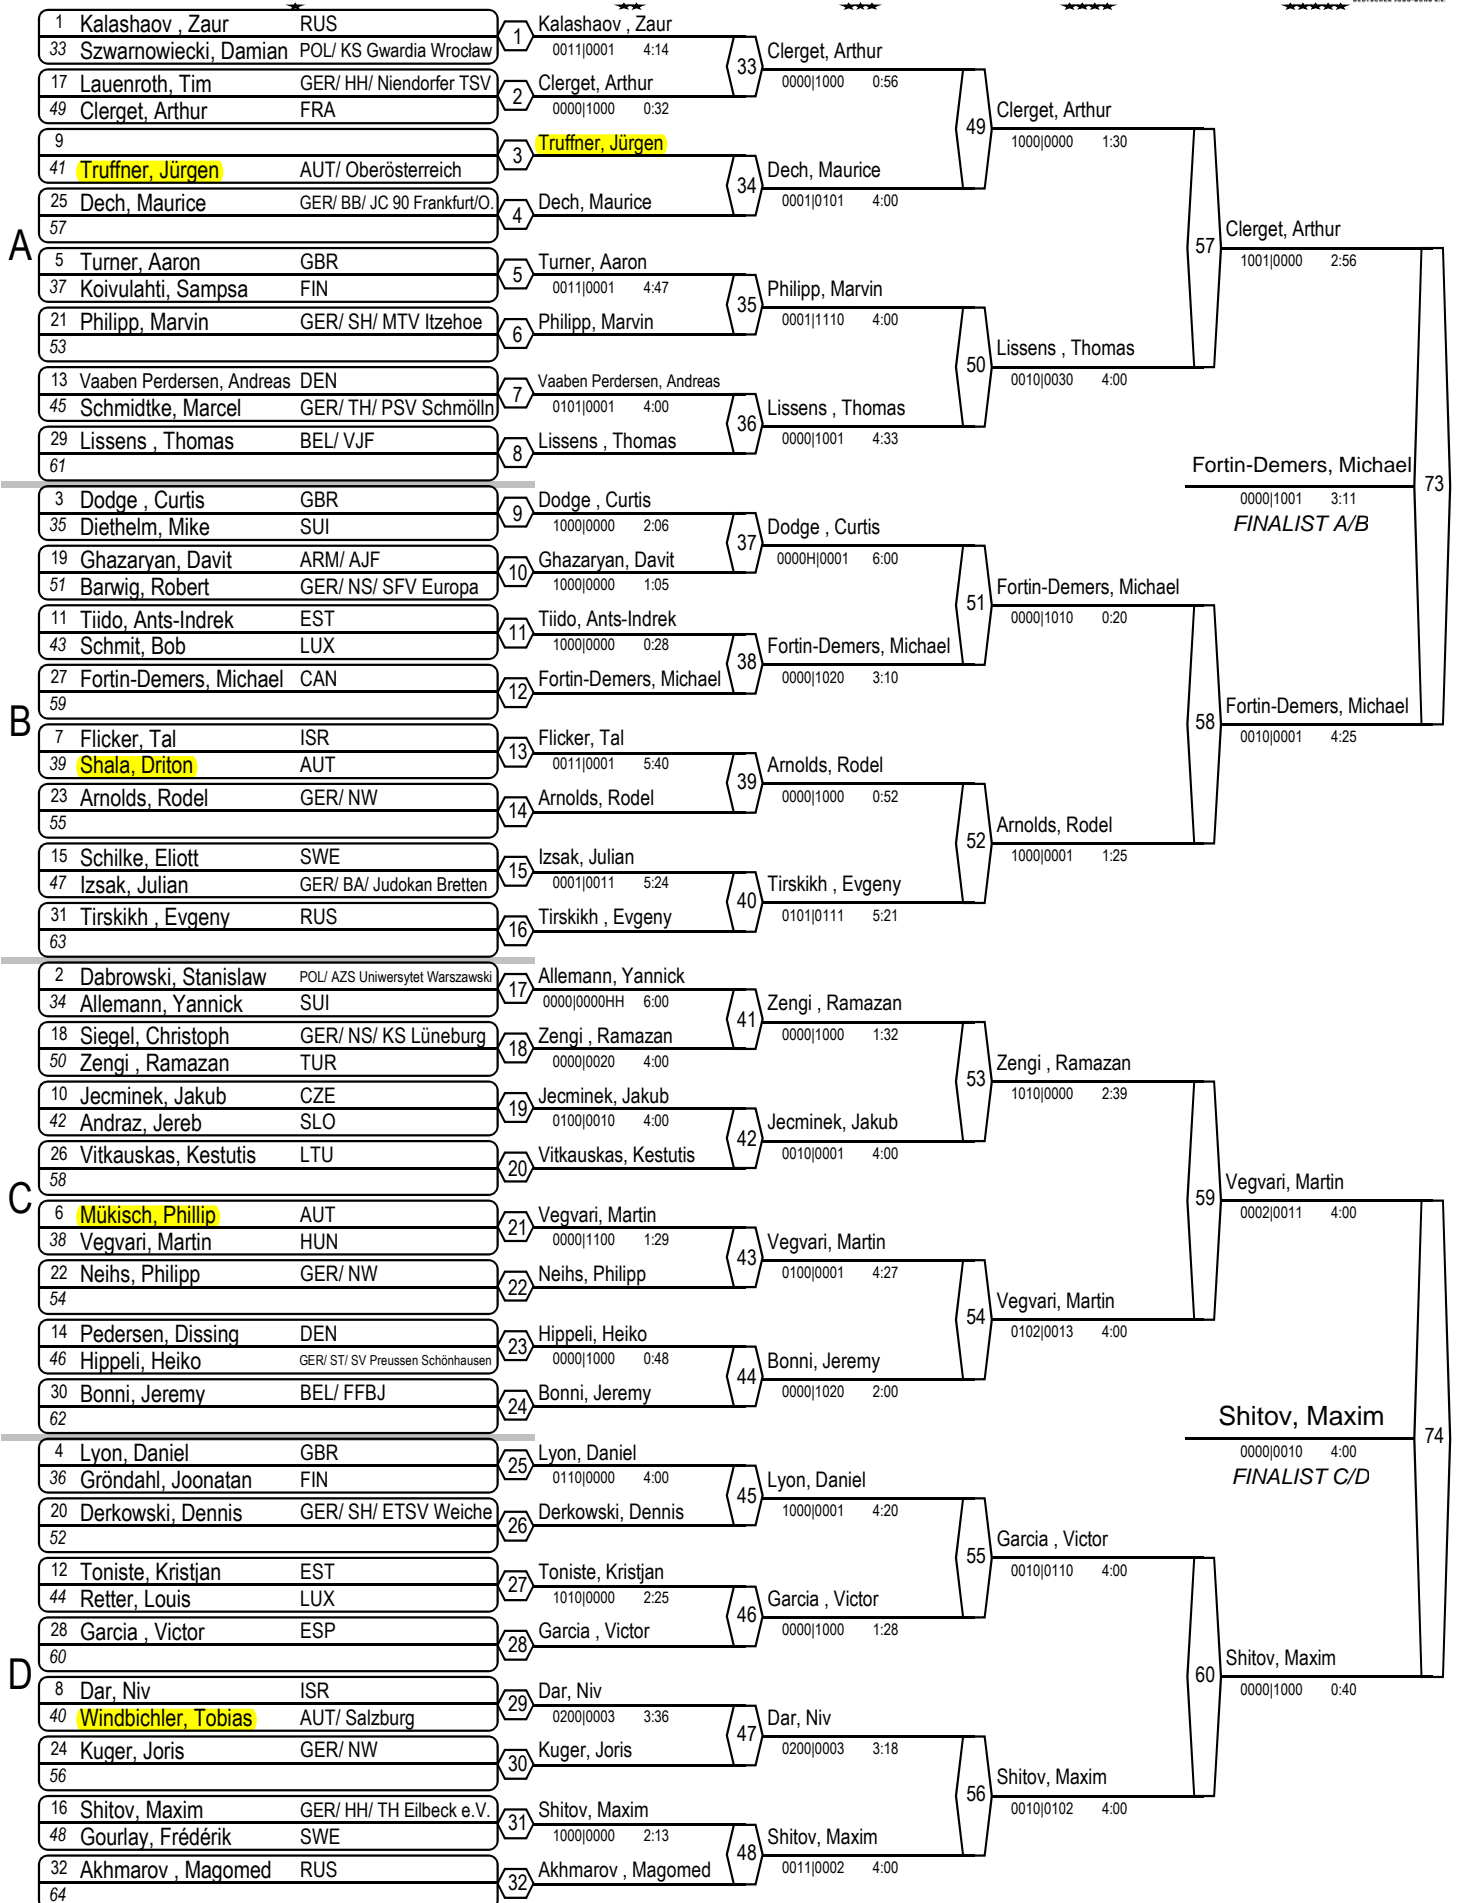 1 Kalashaov , Zaur RUS
33 Szwarnowiecki, Damian POL/ KS Gwardia Wrocław
1
Kalashaov , Zaur
0011|0001 4:14
17 Lauenroth, Tim GER/ HH/ Niendorfer TSV
49 Clerget, Arthur FRA
2
Clerget, Arthur
0000|1000 0:32
33
Clerget, Arthur
0000|1000 0:56
9
41 Truffner, Jürgen AUT/ Oberösterreich
3
Truffner, Jürgen
25 Dech, Maurice GER/ BB/ JC 90 Frankfurt/O.
57
4
Dech, Maurice
34
Dech, Maurice
0001|0101 4:00
49
Clerget, Arthur
1000|0000 1:30
A
5 Turner, Aaron GBR
37 Koivulahti, Sampsa FIN
5
Turner, Aaron
0011|0001 4:47
21 Philipp, Marvin GER/ SH/ MTV Itzehoe
53
6
Philipp, Marvin
35
Philipp, Marvin
0001|1110 4:00
13 Vaaben Perdersen, Andreas DEN
45 Schmidtke, Marcel GER/ TH/ PSV Schmölln
7
Vaaben Perdersen, Andreas
0101|0001 4:00
29 Lissens , Thomas BEL/ VJF
61
8
Lissens , Thomas
36
Lissens , Thomas
0000|1001 4:33
50
Lissens , Thomas
0010|0030 4:00
57
Clerget, Arthur
1001|0000 2:56
3 Dodge , Curtis GBR
35 Diethelm, Mike SUI
9
Dodge , Curtis
1000|0000 2:06
19 Ghazaryan, Davit ARM/ AJF
51 Barwig, Robert GER/ NS/ SFV Europa
10
Ghazaryan, Davit
1000|0000 1:05
37
Dodge , Curtis
0000H|0001 6:00
11 Tiido, Ants-Indrek EST
43 Schmit, Bob LUX
11
Tiido, Ants-Indrek
1000|0000 0:28
27 Fortin-Demers, Michael CAN
59
12
Fortin-Demers, Michael
38
Fortin-Demers, Michael
0000|1020 3:10
51
Fortin-Demers, Michael
0000|1010 0:20
B
7 Flicker, Tal ISR
39 Shala, Driton AUT
13
Flicker, Tal
0011|0001 5:40
23 Arnolds, Rodel GER/ NW
55
14
Arnolds, Rodel
39
Arnolds, Rodel
0000|1000 0:52
15 Schilke, Eliott SWE
47 Izsak, Julian GER/ BA/ Judokan Bretten
15
Izsak, Julian
0001|0011 5:24
31 Tirskikh , Evgeny RUS
63
16
Tirskikh , Evgeny
40
Tirskikh , Evgeny
0101|0111 5:21
52
Arnolds, Rodel
1000|0001 1:25
58
Fortin-Demers, Michael
0010|0001 4:25
73
Fortin-Demers, Michael
0000|1001 3:11
FINALIST A/B
2 Dabrowski, Stanislaw POL/ AZS Uniwersytet Warszawski
34 Allemann, Yannick SUI
17
Allemann, Yannick
0000|0000HH 6:00
18 Siegel, Christoph GER/ NS/ KS Lüneburg
50 Zengi , Ramazan TUR
18
Zengi , Ramazan
0000|0020 4:00
41
Zengi , Ramazan
0000|1000 1:32
10 Jecminek, Jakub CZE
42 Andraz, Jereb SLO
19
Jecminek, Jakub
0100|0010 4:00
26 Vitkauskas, Kestutis LTU
58
20
Vitkauskas, Kestutis
42
Jecminek, Jakub
0010|0001 4:00
53
Zengi , Ramazan
1010|0000 2:39
C
6 Mükisch, Phillip AUT
38 Vegvari, Martin HUN
21
Vegvari, Martin
0000|1100 1:29
22 Neihs, Philipp GER/ NW
54
22
Neihs, Philipp
43
Vegvari, Martin
0100|0001 4:27
14 Pedersen, Dissing DEN
46 Hippeli, Heiko GER/ ST/ SV Preussen Schönhausen
23
Hippeli, Heiko
0000|1000 0:48
30 Bonni, Jeremy BEL/ FFBJ
62
24
Bonni, Jeremy
44
Bonni, Jeremy
0000|1020 2:00
54
Vegvari, Martin
0102|0013 4:00
59
Vegvari, Martin
0002|0011 4:00
4 Lyon, Daniel GBR
36 Gröndahl, Joonatan FIN
25
Lyon, Daniel
0110|0000 4:00
20 Derkowski, Dennis GER/ SH/ ETSV Weiche
52
26
Derkowski, Dennis
45
Lyon, Daniel
1000|0001 4:20
12 Toniste, Kristjan EST
44 Retter, Louis LUX
27
Toniste, Kristjan
1010|0000 2:25
28 Garcia , Victor ESP
60
28
Garcia , Victor
46
Garcia , Victor
0000|1000 1:28
55
Garcia , Victor
0010|0110 4:00
D
8 Dar, Niv ISR
40 Windbichler, Tobias AUT/ Salzburg
29
Dar, Niv
0200|0003 3:36
24 Kuger, Joris GER/ NW
56
30
Kuger, Joris
47
Dar, Niv
0200|0003 3:18
16 Shitov, Maxim GER/ HH/ TH Eilbeck e.V.
48 Gourlay, Frédérik SWE
31
Shitov, Maxim
1000|0000 2:13
32 Akhmarov , Magomed RUS
64
32
Akhmarov , Magomed
48
Shitov, Maxim
0011|0002 4:00
56
Shitov, Maxim
0010|0102 4:00
60
Shitov, Maxim
0000|1000 0:40
74
Shitov, Maxim
0000|0010 4:00
FINALIST C/D